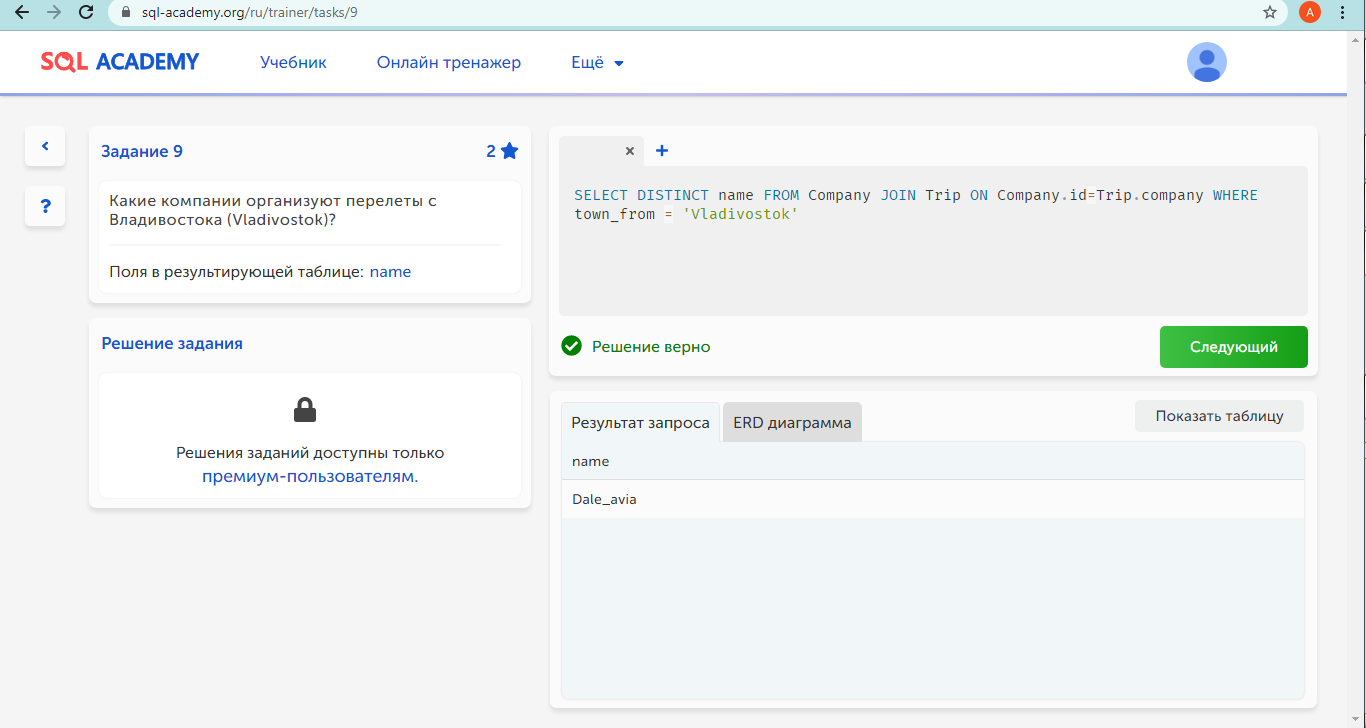 sql-academy.org/ru/trainer/tasks/9
A
SQL ACADEMY
Учебник
Онлайн тренажер
Ещё
Задание 9
2
Какие компании организуют перелеты с
Владивостока (Vladivostok)?
Поля в результирующей таблице: name
?
Решение задания
Решения заданий доступны только
премиум-пользователям.
SELECT DISTINCT name FROM Company JOIN Trip ON Company.id=Trip.company WHERE
town_from = 'Vladivostok'
Решение верно
Следующий
Результат запроса
ERD диаграмма
Показать таблицу
name
Dale_avia